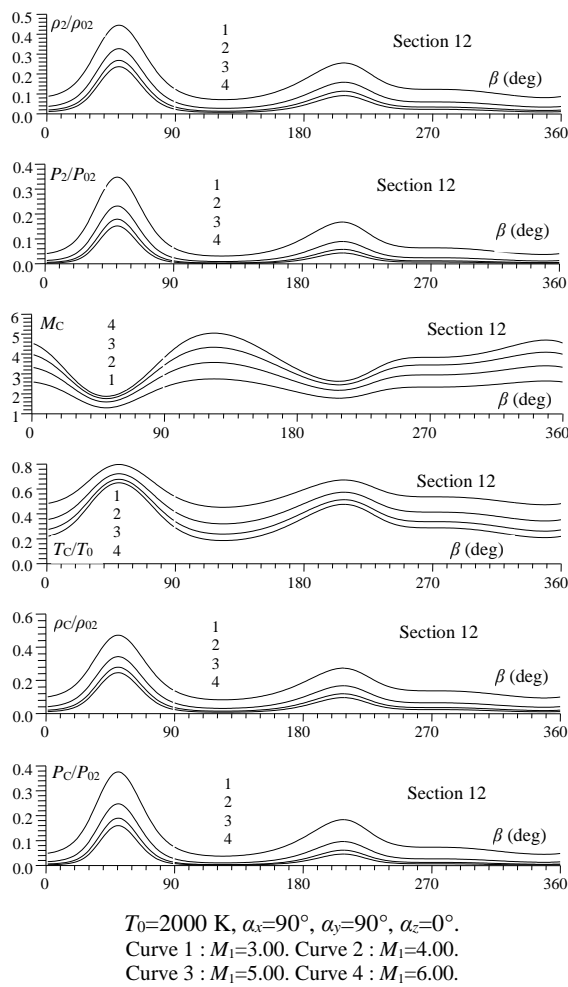 0.5
ρ2/ρ02
1
Section 12
0.4
2
0.3
3
β (deg)
0.2
4
0.1
0.0
0 90 180 270 360
0.4
P2/P02
1
Section 12
0.3
2
3
0.2
4
β (deg)
0.1
0.0
0 90 180 270 360
6
MC
4
Section 12
5
3
4
2
3
1
2
β (deg)
1
0 90 180 270 360
0.8
Section 12
0.6
1
0.4
2
3
0.2
TC/T0
4
β (deg)
0.0
0 90 180 270 360
0.6
ρC/ρ02
1
Section 12
2
0.4
3
4
β (deg)
0.2
0.0
0 90 180 270 360
0.4
PC/P02
1
Section 12
0.3
2
3
0.2
4
β (deg)
0.1
0.0
0 90 180 270 360
T0=2000 K, αx=90°, αy=90°, αz=0°.
Curve 1 : M1=3.00. Curve 2 : M1=4.00.
Curve 3 : M1=5.00. Curve 4 : M1=6.00.